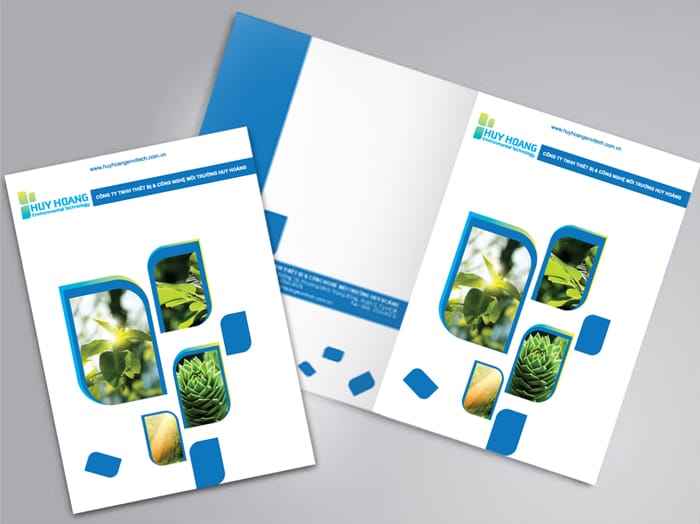 www.huyhoangenvitech.com.vn
HUY HOANG
Environmental Technology
CÔNG TY TNHH THIẾT BỊ & CÔNG NGHỆ MÔI TRƯỜNG HUY HOÀNG
www.huyhoangenvitech.com.vn
HUY HOANG
Environmental Technology
CÔNG TY TNHH THIẾT BỊ & CÔNG NGHỆ MÔI TRƯỜNG HUY HOÀNG
THIẾT BỊ & CÔNG NGHỆ MÔI TRƯỜNG HUY HOÀNG